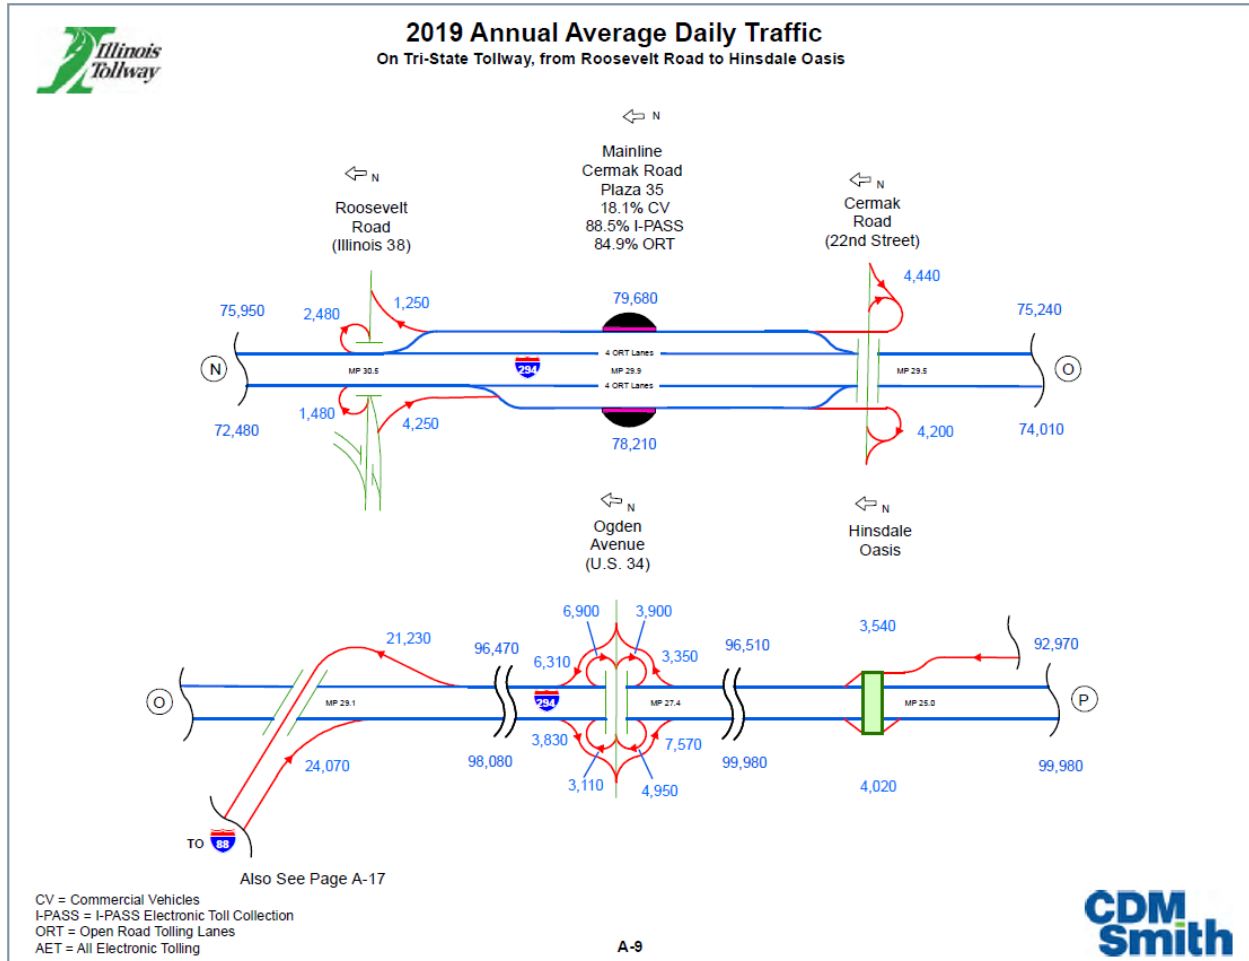 Illinois
Tollway
2019 Annual Average Daily Traffic
On Tri-State Tollway, from Roosevelt Road to Hinsdale Oasis
N
Mainline
Cermak Road
Plaza 35
18.1% CV
88.5% I-PASS
84.9% ORT
N
Roosevelt
Road
(Illinois 38)
N
Cermak
Road
(22nd Street)
75,950
2,480
1,250
79,680
4,440
75,240
4 ORT Lanes
N
MP 30.5
294
MP 29.9
MP 29.5
O
4 ORT Lanes
72,480
1,480
4,250
78,210
4,200
74,010
N
Ogden
Avenue
(U.S. 34)
N
Hinsdale
Oasis
21,230
96,470
6,900
3,900
6,310
3,350
96,510
3,540
92,970
O
MP 29.1
294
MP 27.4
MP 25.0
P
24,070
98,080
3,830
3,110
4,950
7,570
99,980
4,020
99,980
TO 88
Also See Page A-17
CV = Commercial Vehicles
I-PASS = I-PASS Electronic Toll Collection
ORT = Open Road Tolling Lanes
AET = All Electronic Tolling
A-9
CDM
Smith